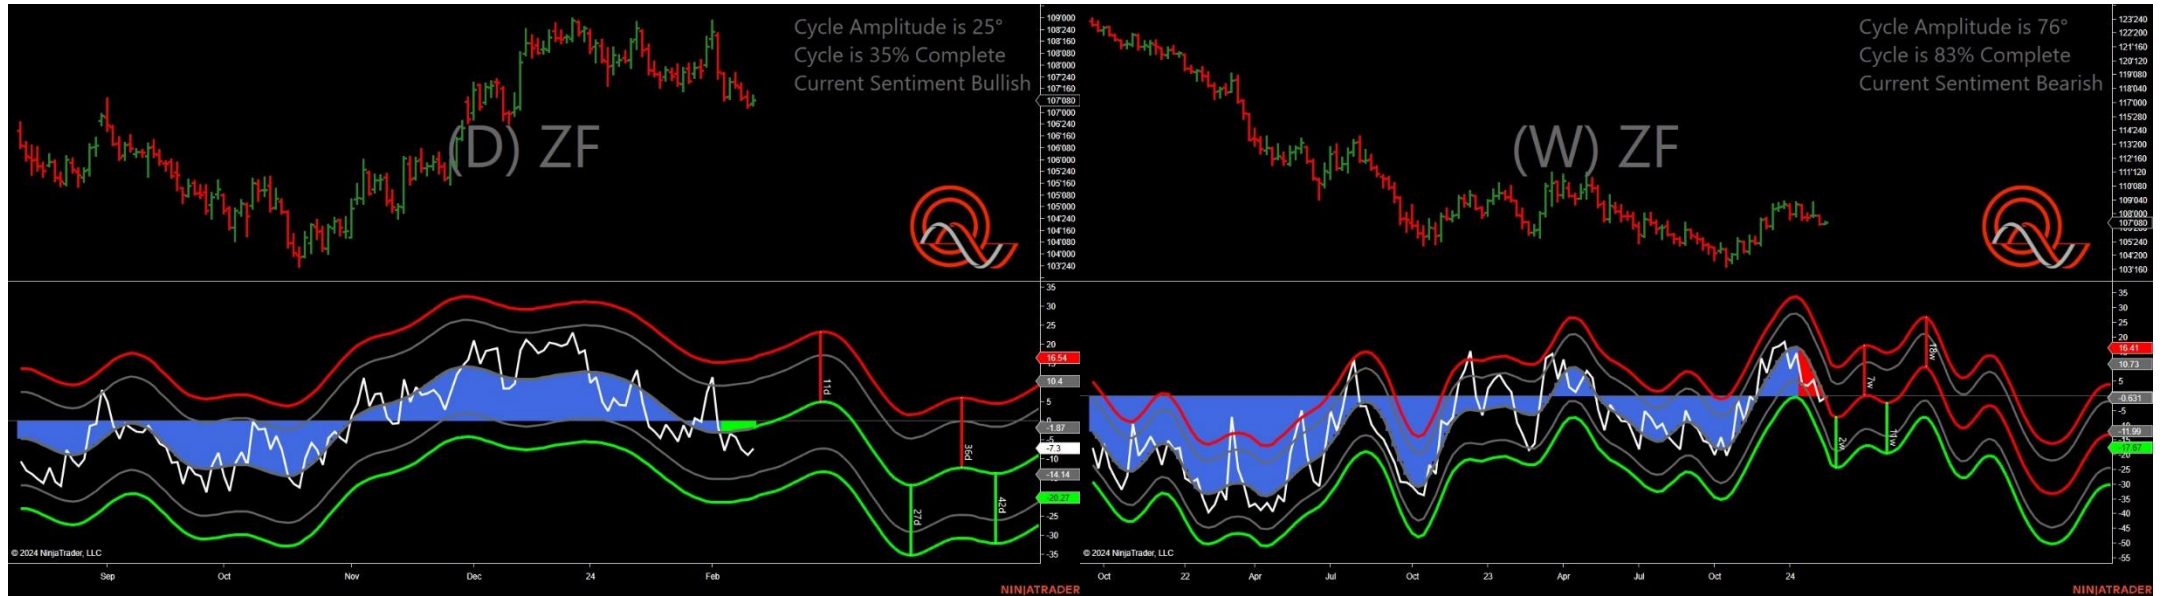 Cycle Amplitude is 25°
Cycle is 35% Complete
Current Sentiment Bullish
(D) ZF
109'000
108'240
108'160
108'080
108'000
107'240
107'160
107'080
107'000
106'240
106'160
106'080
106'000
105'240
105'160
105'080
105'000
104'240
104'160
104'080
104'000
103'240
35
30
25
16.54
10.4
5
0
-1.87
-5
-7.3
-10
-14.14
-20.27
-25
-30
-35
11d
27d
35d
42d
© 2024 NinjaTrader, LLC
Sep
Oct
Nov
Dec
24
Feb
NINJATRADER
Cycle Amplitude is 76°
Cycle is 83% Complete
Current Sentiment Bearish
(W) ZF
123'240
122'200
121'160
120'120
119'080
118'040
117'000
115'280
114'240
113'200
112'160
111'120
110'080
109'040
108'000
107'080
105'240
104'200
103'160
35
30
25
20
16.41
10.73
5
-0.631
-5
-11.99
-17.67
-25
-30
-35
-40
-45
-50
-55
2w
7w
11w
18w
© 2024 NinjaTrader, LLC
Oct
22
Apr
Jul
Oct
23
Apr
Jul
Oct
24
NINJATRADER